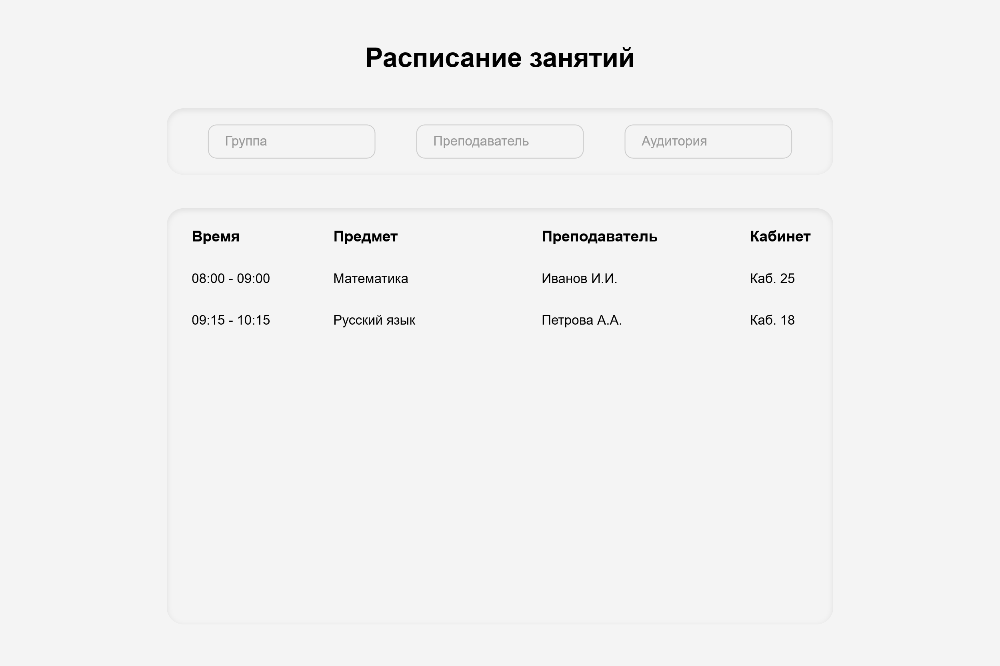 Расписание занятий
Группа Преподаватель Аудитория
Время Предмет Преподаватель Кабинет
08:00 - 09:00 Математика Иванов И.И. Каб. 25
09:15 - 10:15 Русский язык Петрова А.А. Каб. 18